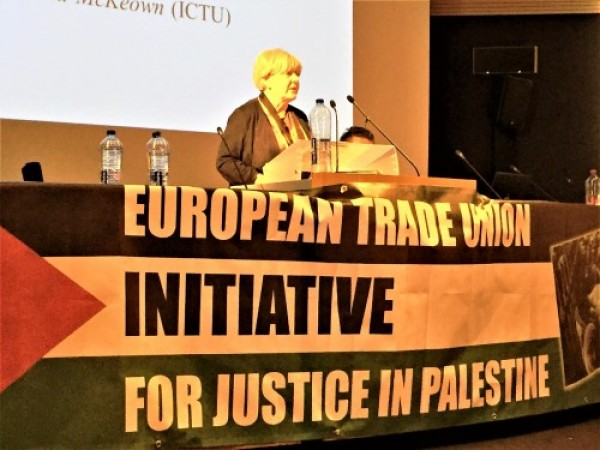 McKeown (ICTU)
EUROPEAN TRADE UNION
INITIATIVE
FOR JUSTICE IN PALESTINE